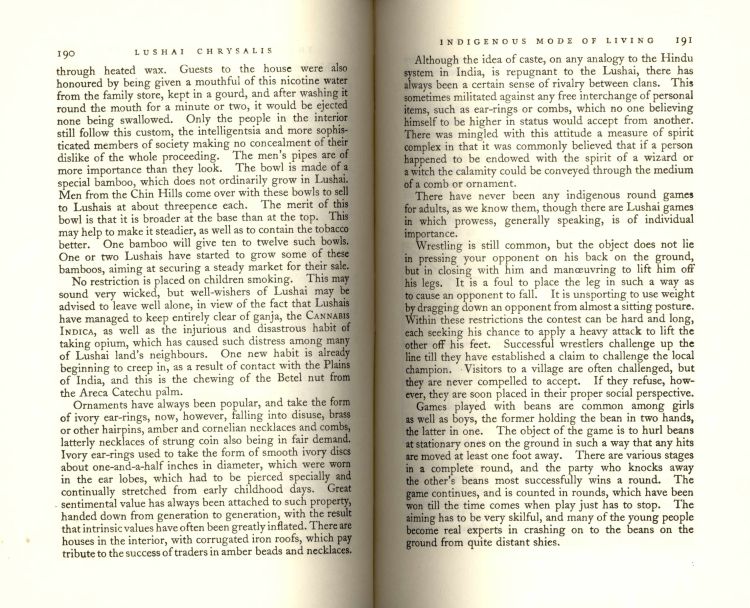 190 LUSHAI CHRYSALIS
through heated wax. Guests to the house were also
honoured by being given a mouthful of this nicotine water
from the family store, kept in a gourd, and after washing it
round the mouth for a minute or two, it would be ejected
none being swallowed. Only the people in the interior
still follow this custom, the intelligentsia and more sophis-
ticated members of society making no concealment of their
dislike of the whole proceeding. The men's pipes are of
more importance than they look. The bowl is made of a
special bamboo, which does not ordinarily grow in Lushai.
Men from the Chin Hills come over with these bowls to sell
to Lushais at about threepence each. The merit of this
bowl is that it is broader at the base than at the top. This
may help to make it steadier, as well as to contain the tobacco
better. One bamboo will give ten to twelve such bowls.
One or two Lushais have started to grow some of these
bamboos, aiming at securing a steady market for their sale.
No restriction is placed on children smoking. This may
sound very wicked, but well-wishers of Lushai may be
advised to leave well alone, in view of the fact that Lushais
have managed to keep entirely clear of ganja, the CANNABIS
INDICA, as well as the injurious and disastrous habit of
taking opium, which has caused such distress among many
of Lushai land's neighbours. One new habit is already
beginning to creep in, as a result of contact with the Plains
of India, and this is the chewing of the Betel nut from
the Areca Catechu palm.
Ornaments have always been popular, and take the form
of ivory ear-rings, now, however, falling into disuse, brass
or other hairpins, amber and cornelian necklaces and combs,
latterly necklaces of strung coin also being in fair demand.
Ivory ear-rings used to take the form of smooth ivory discs
about one-and-a-half inches in diameter, which were worn
in the ear lobes, which had to be pierced specially and
continually stretched from early childhood days. Great
sentimental value has always been attached to such property,
handed down from generation to generation, with the result
that intrinsic values have often been greatly inflated. There are
houses in the interior, with corrugated iron roofs, which pay
tribute to the success of traders in amber beads and necklaces.
INDIGENOUS MODE OF LIVING 191
Although the idea of caste, on any analogy to the Hindu
system in India, is repugnant to the Lushai, there has
always been a certain sense of rivalry between clans. This
sometimes militated against any free interchange of personal
items, such as ear-rings or combs, which no one believing
himself to be higher in status would accept from another.
There was mingled with this attitude a measure of spirit
complex in that it was commonly believed that if a person
happened to be endowed with the spirit of a wizard or
a witch the calamity could be conveyed through the medium
of a comb or ornament.
There have never been any indigenous round games
for adults, as we know them, though there are Lushai games
in which prowess, generally speaking, is of individual
importance.
Wrestling is still common, but the object does not lie
in pressing your opponent on his back on the ground,
but in closing with him and manœuvring to lift him off
his legs. It is a foul to place the leg in such a way as
to cause an opponent to fall. It is unsporting to use weight
by dragging down an opponent from almost a sitting posture.
Within these restrictions the contest can be hard and long,
each seeking his chance to apply a heavy attack to lift the
other off his feet. Successful wrestlers challenge up the
line till they have established a claim to challenge the local
champion. Visitors to a village are often challenged, but
they are never compelled to accept. If they refuse, how-
ever, they are soon placed in their proper social perspective.
Games played with beans are common among girls
as well as boys, the former holding the bean in two hands,
the latter in one. The object of the game is to hurl beans
at stationary ones on the ground in such a way that any hits
are moved at least one foot away. There are various stages
in a complete round, and the party who knocks away
the other's beans most successfully wins a round. The
game continues, and is counted in rounds, which have been
won till the time comes when play just has to stop. The
aiming has to be very skilful, and many of the young people
become real experts in crashing on to the beans on the
ground from quite distant shies.